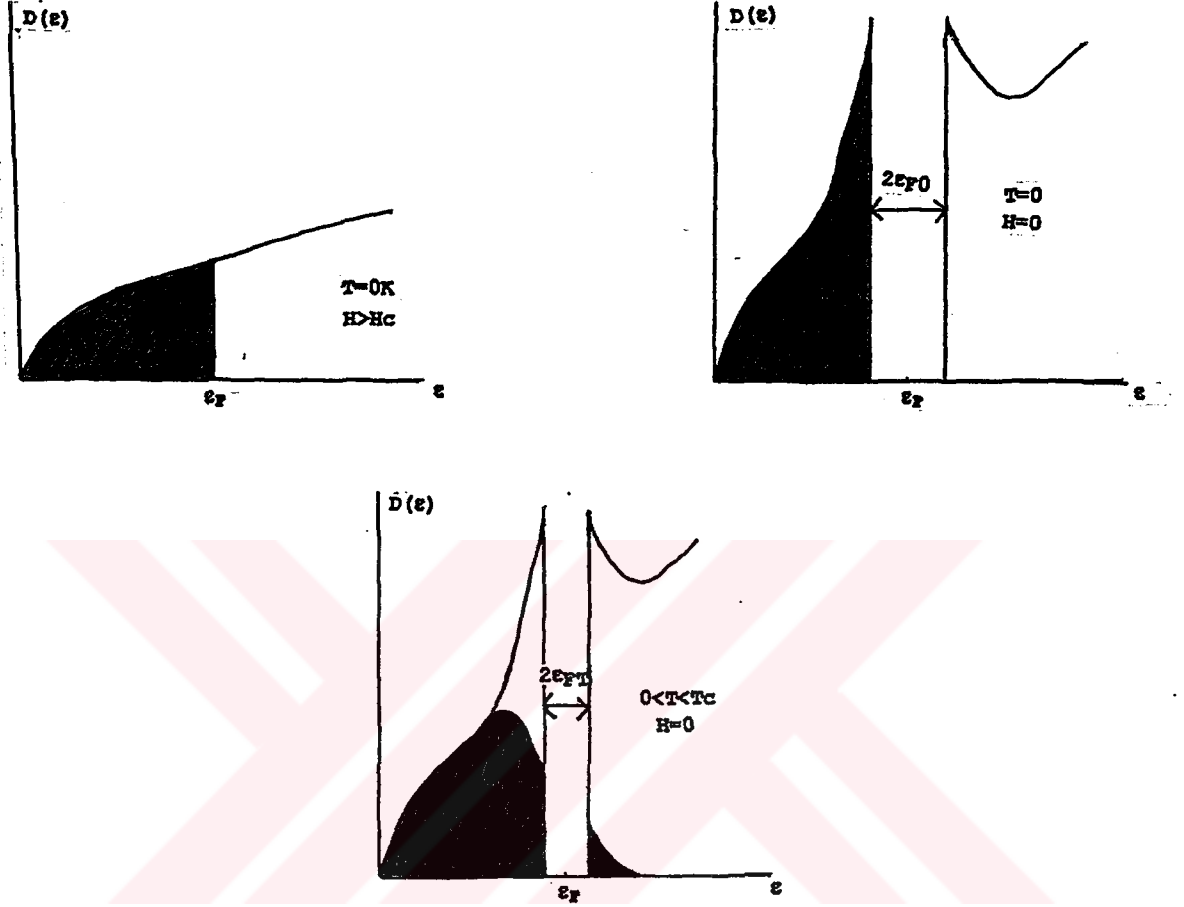 D(ε)
T=0K
H>Hc
εF
ε
D(ε)
2εF0
T=0
H=0
εF
ε
D(ε)
2εFT
0<T<Tc
H=0
εF
ε